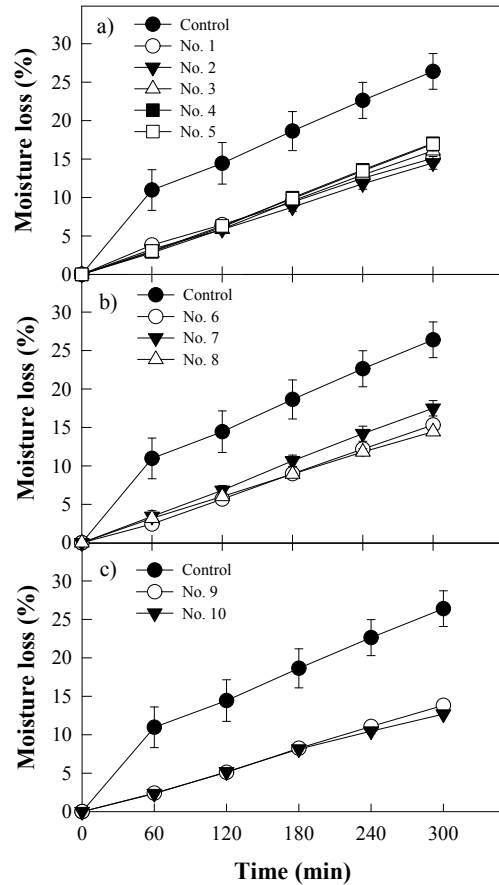 a)
Control
No. 1
No. 2
No. 3
No. 4
No. 5
Moisture loss (%)
30
25
20
15
10
5
0
b)
Control
No. 6
No. 7
No. 8
Moisture loss (%)
30
25
20
15
10
5
0
c)
Control
No. 9
No. 10
Moisture loss (%)
30
25
20
15
10
5
0
0 60 120 180 240 300
Time (min)